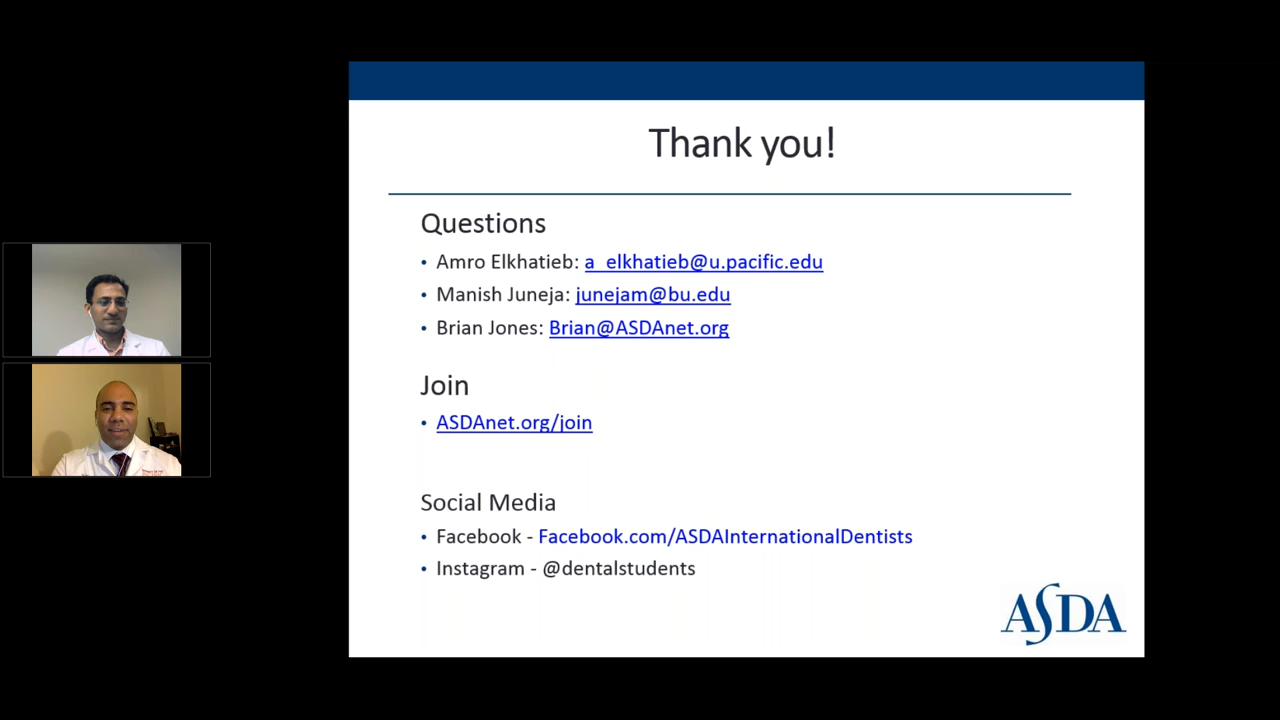 Thank you!
Questions
• Amro Elkhatieb: a_elkhatieb@u.pacific.edu
• Manish Juneja: junejam@bu.edu
• Brian Jones: Brian@ASDAnet.org
Join
• ASDAnet.org/join
Social Media
• Facebook - Facebook.com/ASDAInternationalDentists
• Instagram - @dentalstudents
ASDA